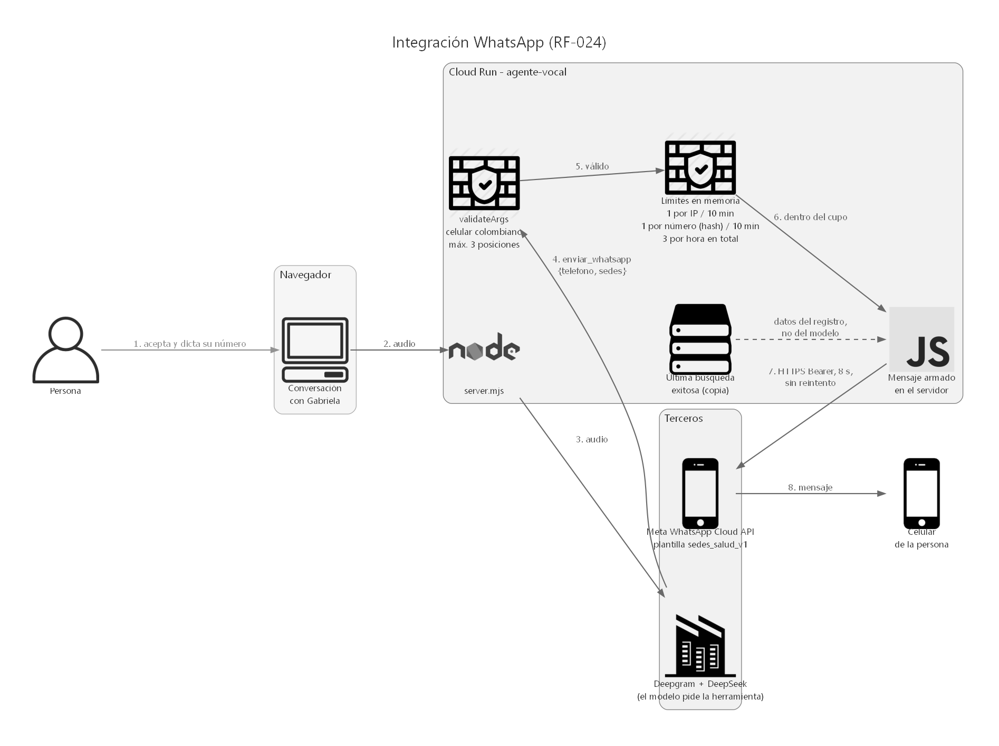 Integración WhatsApp (RF-024)
Cloud Run - agente-vocal
5. válido
validateArgs
celular colombiano
máx. 3 posiciones
Límites en memoria
1 por IP / 10 min
1 por número (hash) / 10 min
3 por hora en total
6. dentro del cupo
4. enviar_whatsapp
{telefono, sedes}
Navegador
1. acepta y dicta su número
2. audio
Persona
Conversación
con Gabriela
node
server.mjs
datos del registro,
no del modelo
Última búsqueda
exitosa (copia)
7. HTTPS Bearer, 8 s,
sin reintento
JS
Mensaje armado
en el servidor
Terceros
3. audio
8. mensaje
Meta WhatsApp Cloud API
plantilla sedes_salud_v1
Celular
de la persona
Deepgram + DeepSeek
(el modelo pide la herramienta)